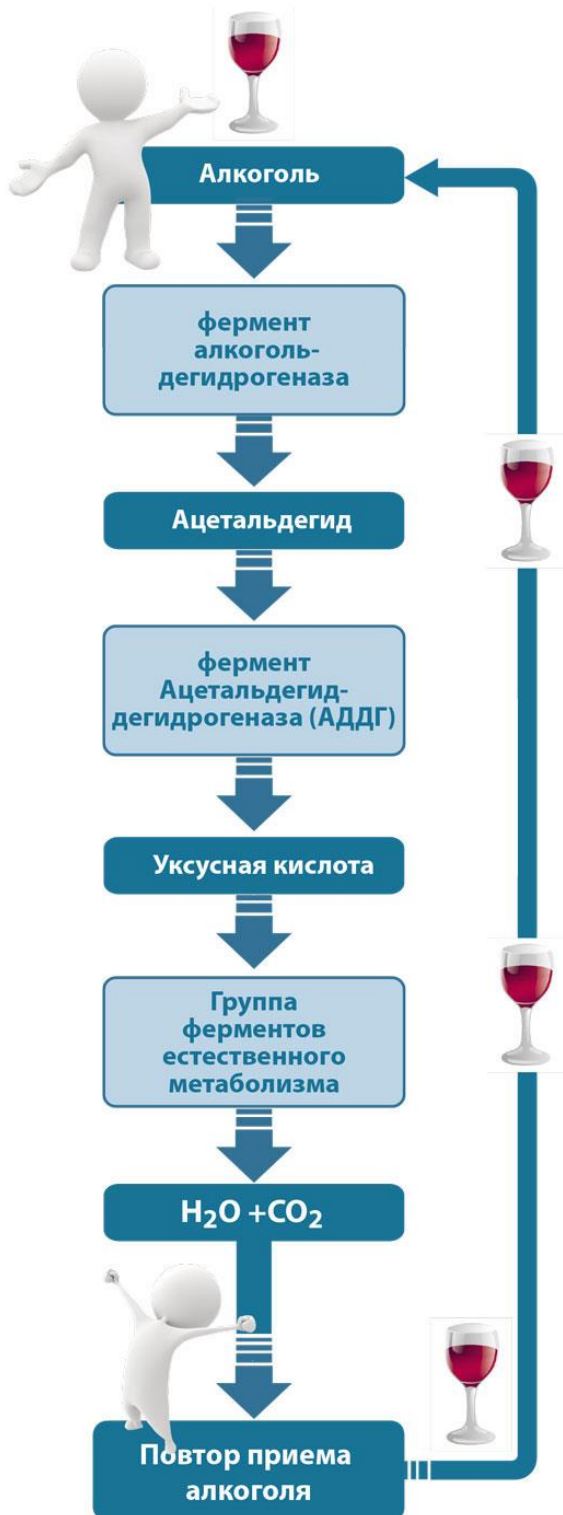 Алкоголь
фермент
алкоголь-
дегидрогеназа
Ацетальдегид
фермент
Ацетальдегид-
дегидрогеназа (АДДГ)
Уксусная кислота
Группа
ферментов
естественного
метаболизма
H₂O +CO₂
Повтор приема
алкоголя